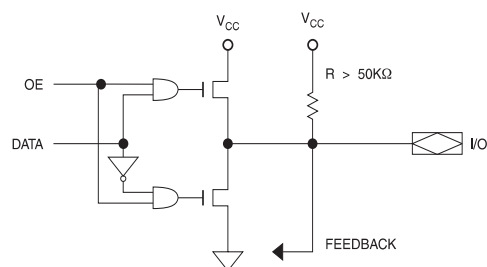 V_CC V_CC
R > 50KΩ
OE
DATA
I/O
FEEDBACK